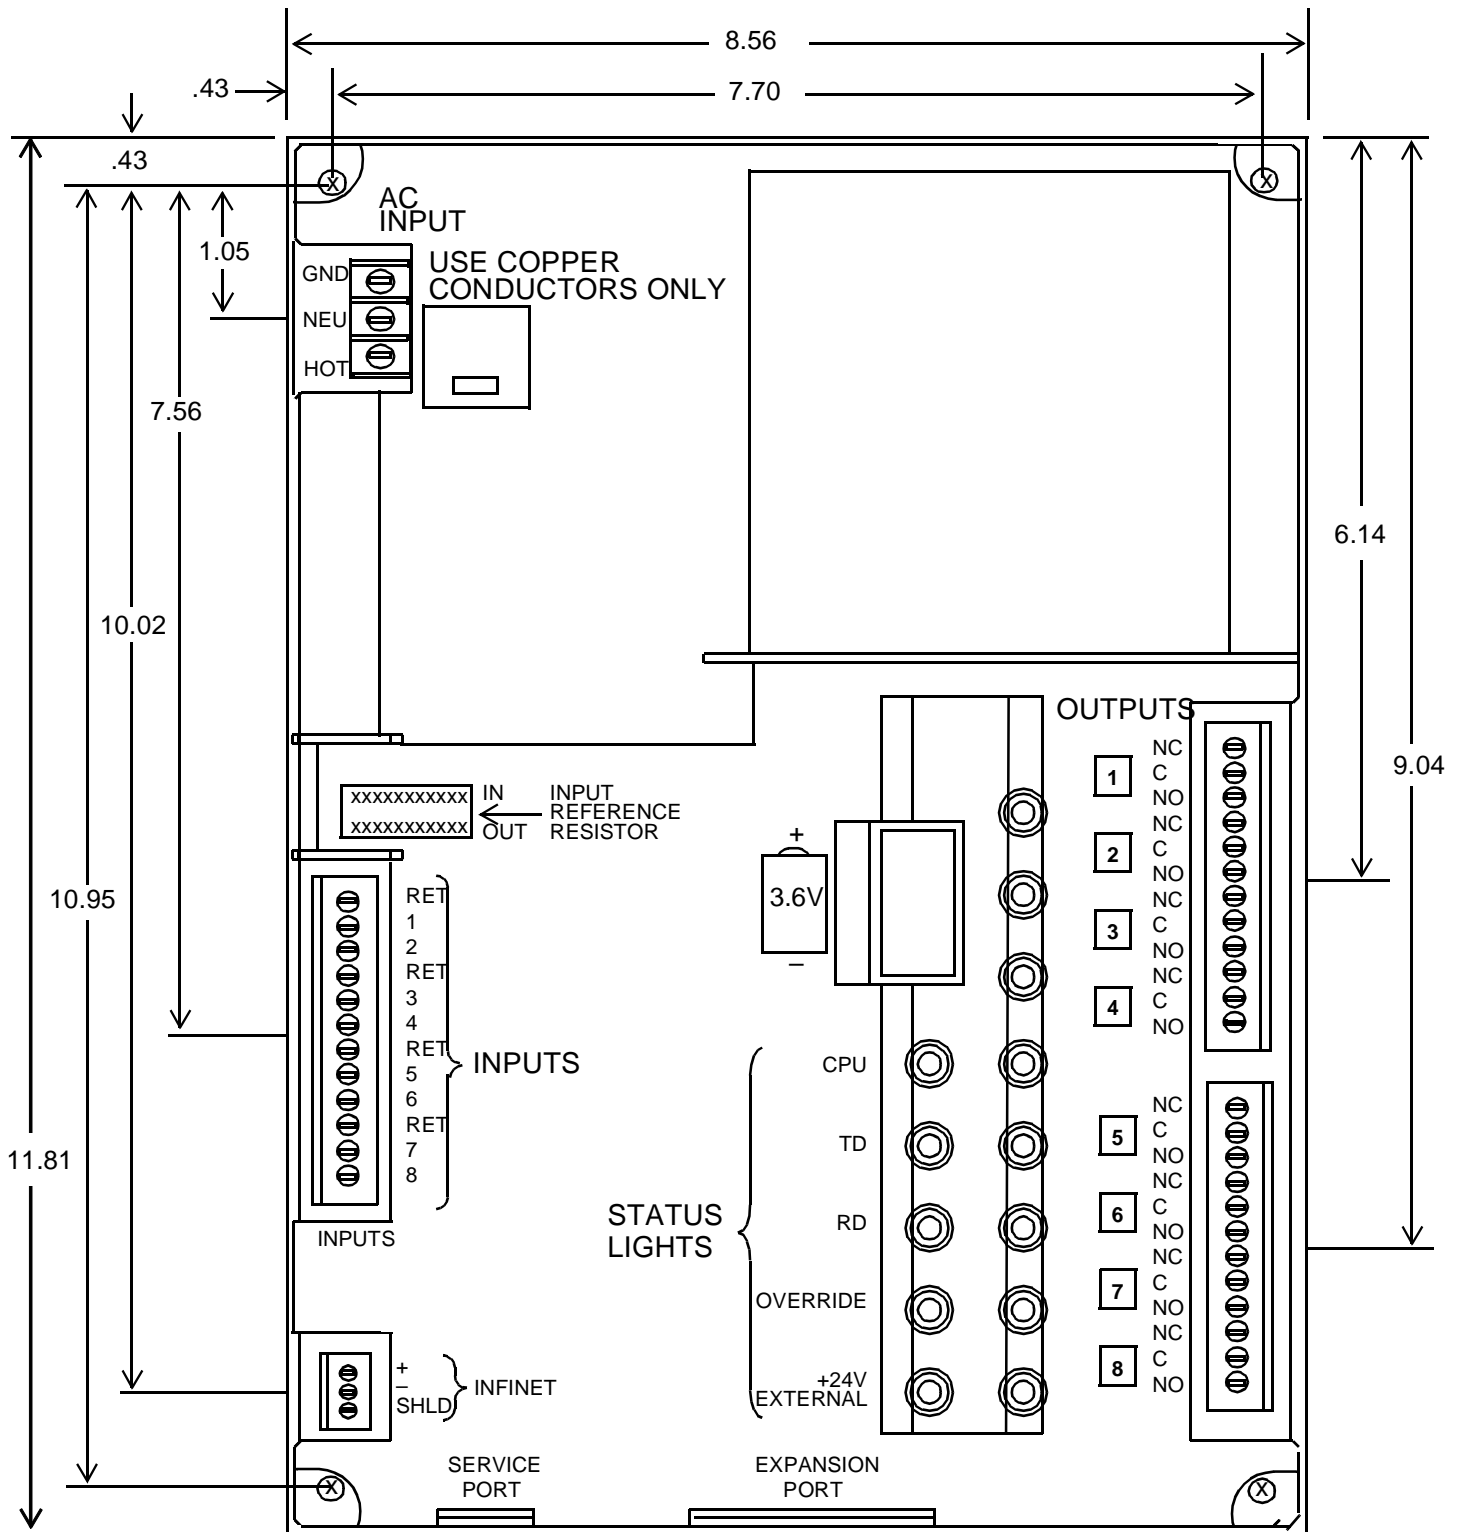 8.56
.43
7.70
.43
AC
INPUT
1.05
GND
USE COPPER
CONDUCTORS ONLY
NEU
HOT
7.56
6.14
10.02
OUTPUTS
9.04
XXXXXXXXXXX IN
XXXXXXXXXXX OUT
INPUT
REFERENCE
RESISTOR
10.95
+
3.6V
–
1
NC
C
NO
2
NC
C
NO
3
NC
C
NO
4
NC
C
NO
RET
1
2
RET
3
4
RET
5
6
RET
7
8
INPUTS
INPUTS
11.81
STATUS
LIGHTS
CPU
TD
RD
OVERRIDE
+24V
EXTERNAL
5
NC
C
NO
6
NC
C
NO
7
NC
C
NO
8
NC
C
NO
+
–
SHLD
INFINET
SERVICE
PORT
EXPANSION
PORT
X
X
X
X